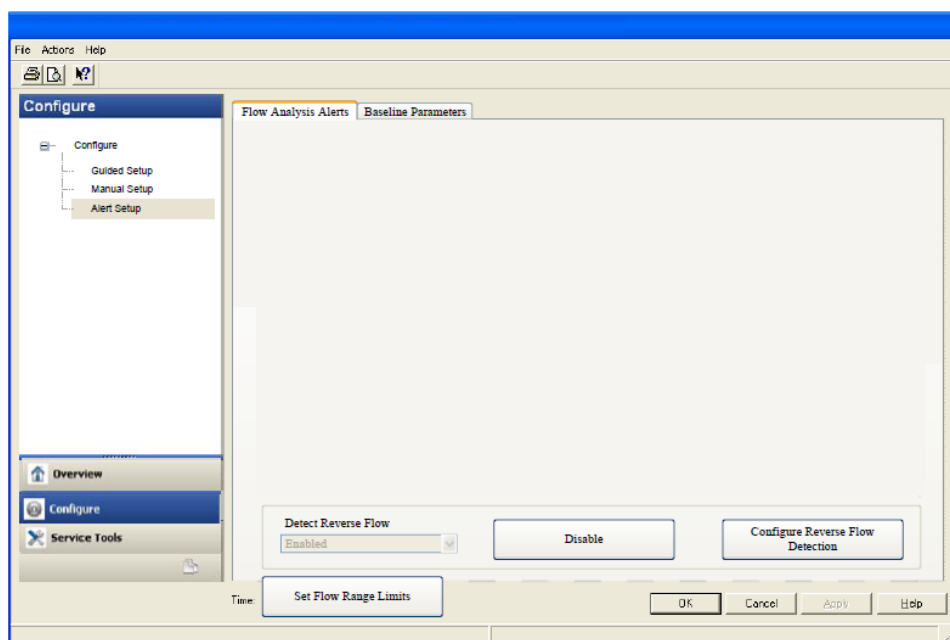 File Actions Help
Configure
Flow Analysis Alerts Baseline Parameters
Configure
Guided Setup
Manual Setup
Alert Setup
Overview
Configure
Service Tools
Detect Reverse Flow
Enabled
Disable
Configure Reverse Flow
Detection
Time:
Set Flow Range Limits
OK Cancel Apply Help